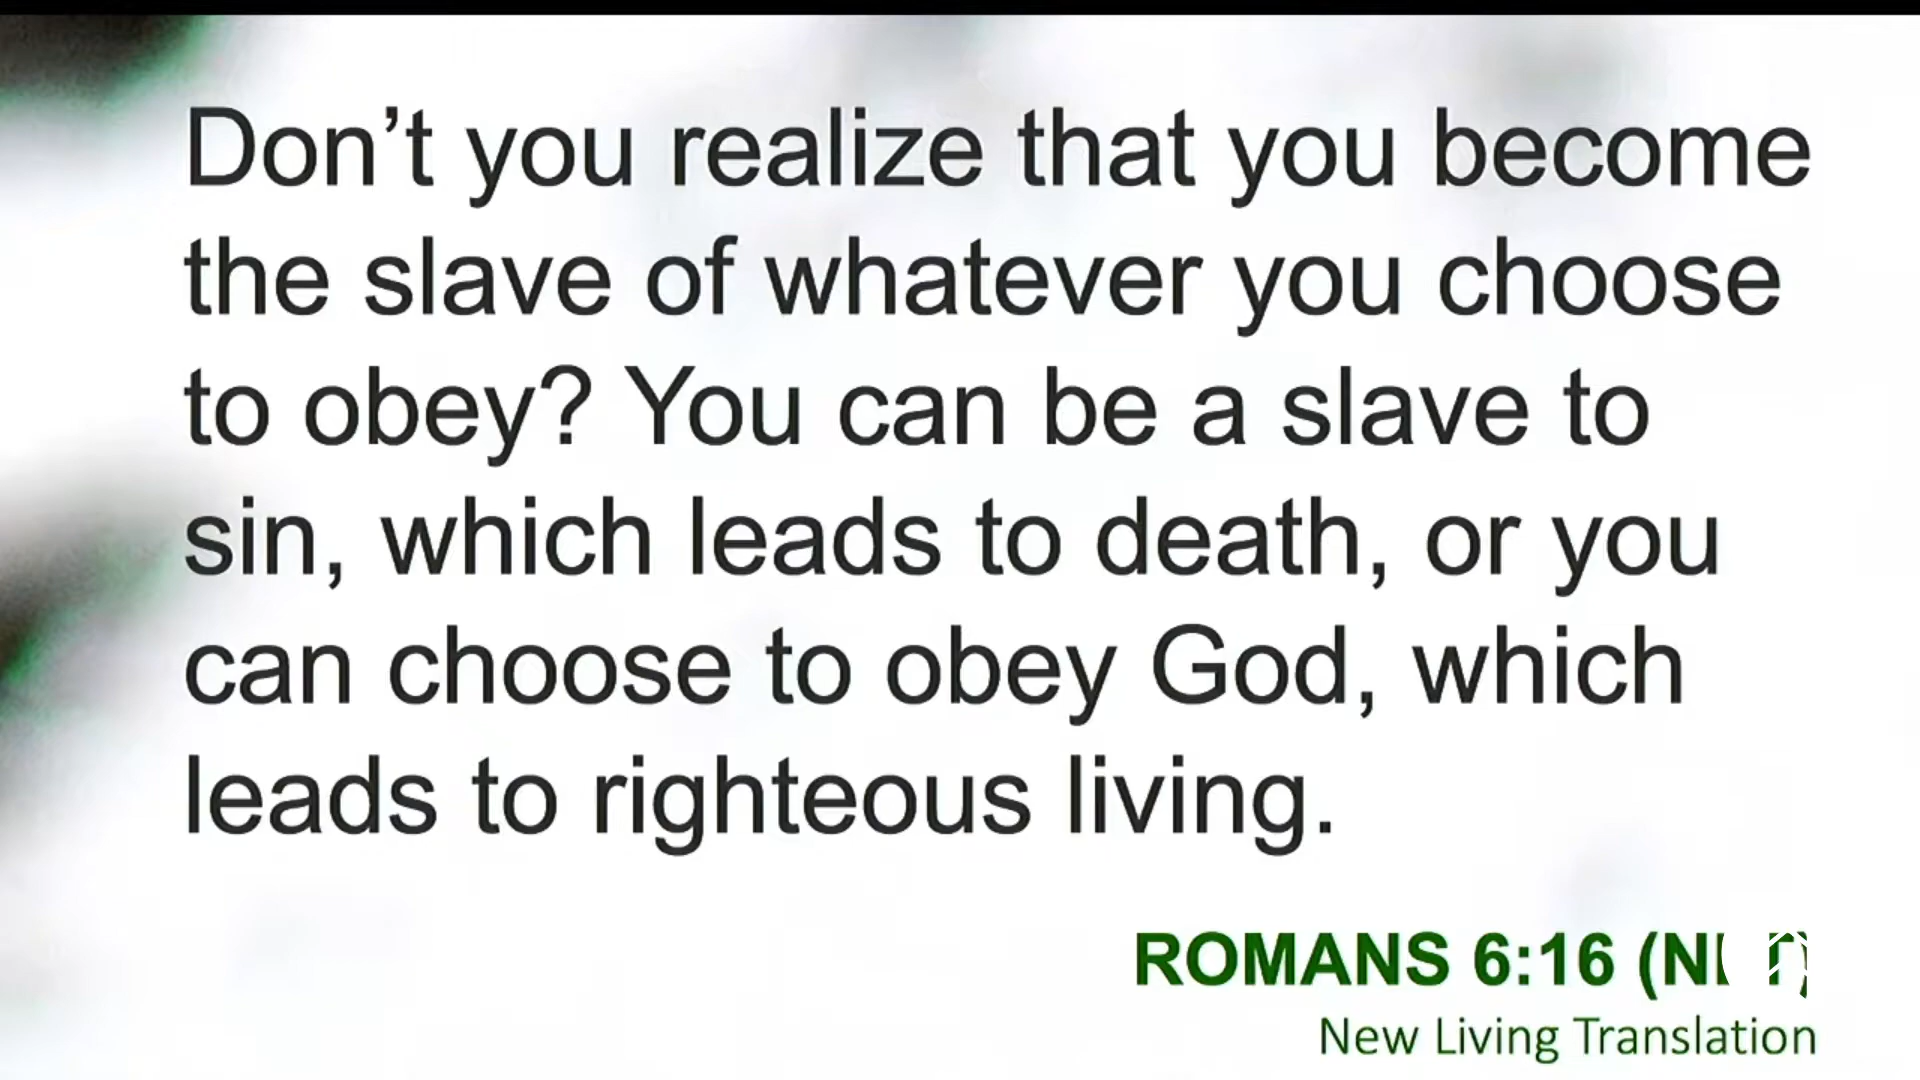 Don’t you realize that you become
the slave of whatever you choose
to obey? You can be a slave to
sin, which leads to death, or you
can choose to obey God, which
leads to righteous living.
ROMANS 6:16
New Living Translation